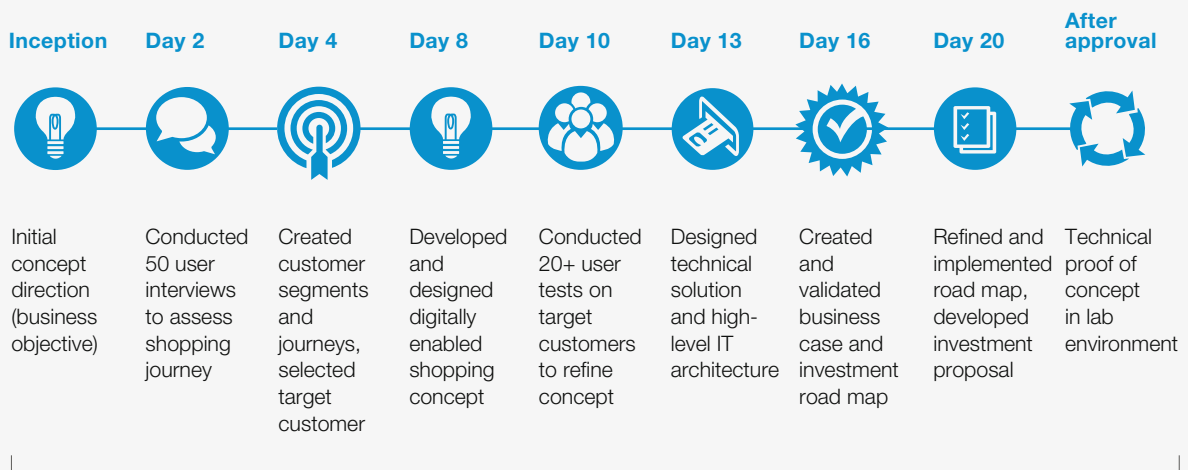 Inception
Day 2
Day 4
Day 8
Day 10
Day 13
Day 16
Day 20
After
approval
Initial
concept
direction
(business
objective)
Conducted
50 user
interviews
to assess
shopping
journey
Created
customer
segments
and
journeys,
selected
target
customer
Developed
and
designed
digitally
enabled
shopping
concept
Conducted
20+ user
tests on
target
customers
to refine
concept
Designed
technical
solution
and high-
level IT
architecture
Created
and
validated
business
case and
investment
road map
Refined and
implemented
road map,
developed
investment
proposal
Technical
proof of
concept
in lab
environment